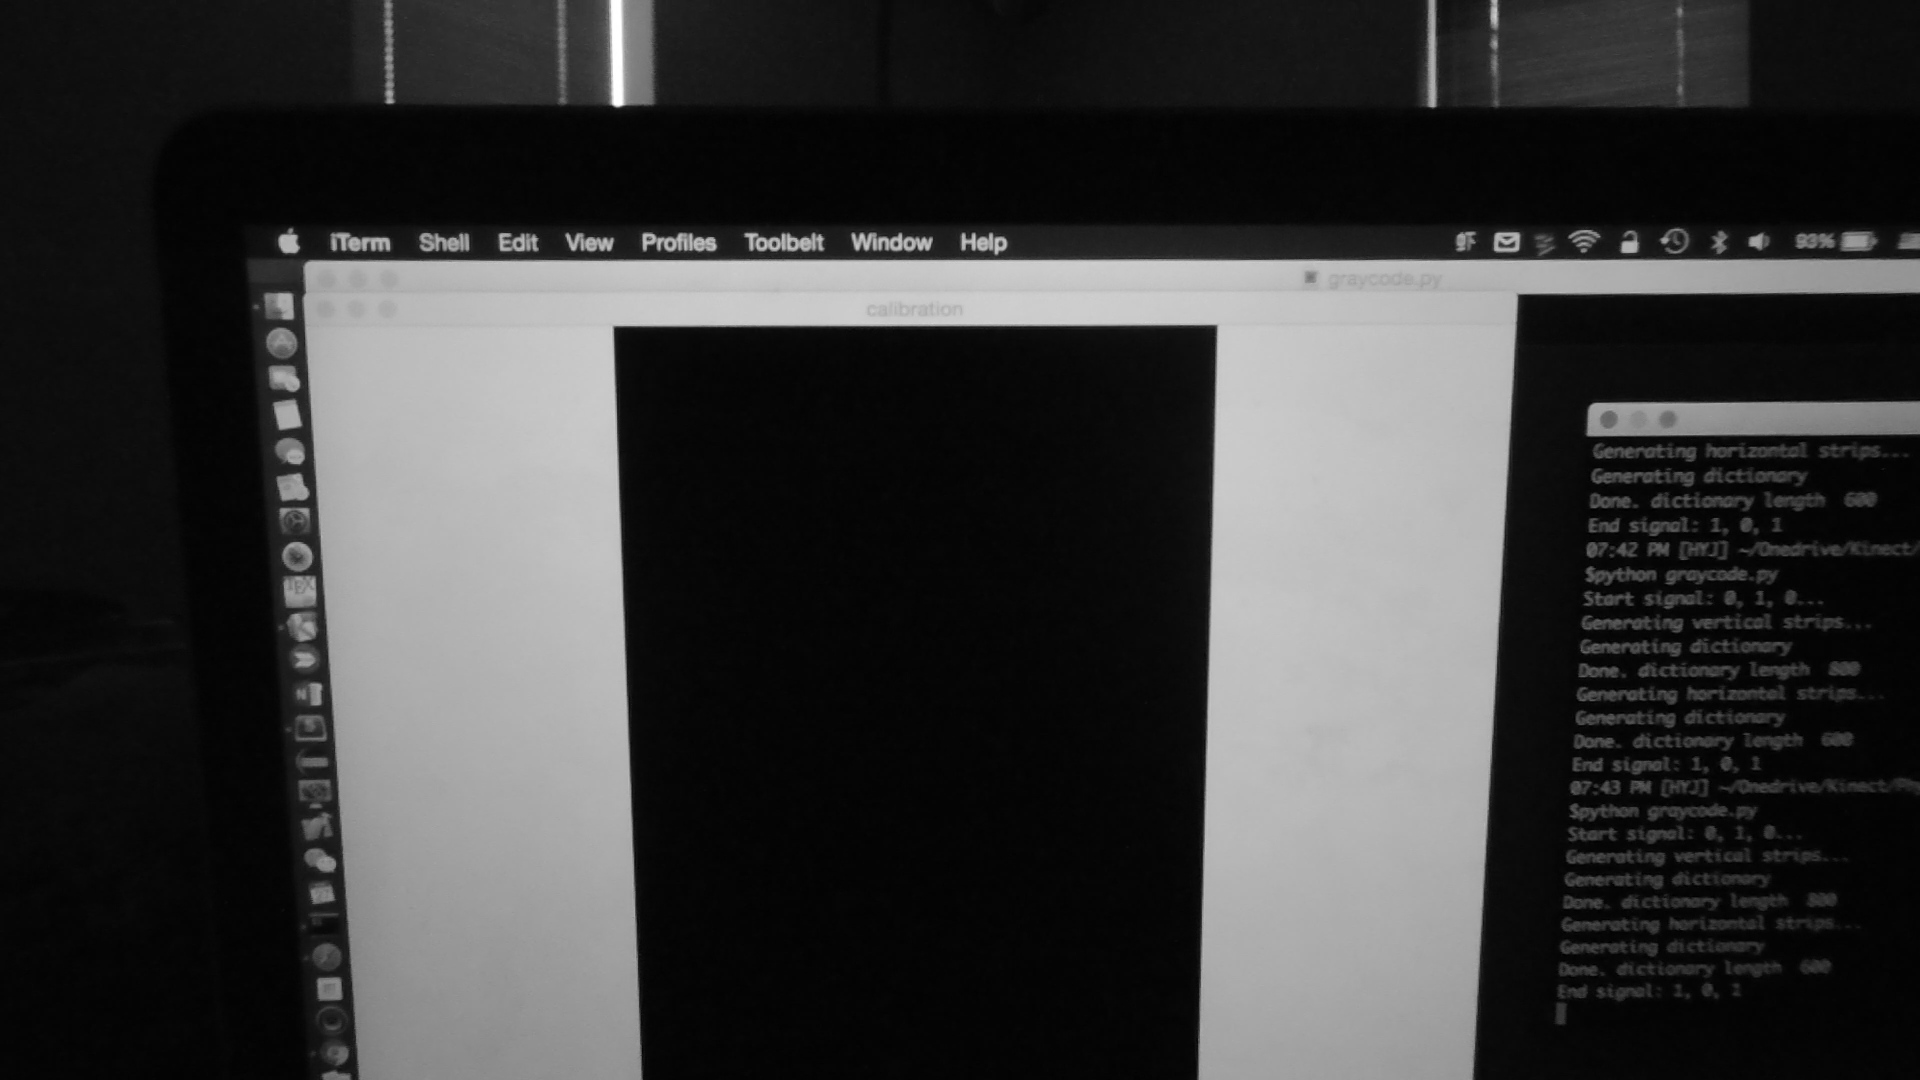 iTerm Shell Edit View Profiles Toolbelt Window Help 93%
graycode.py
calibration
Generating horizontal strips...
Generating dictionary
Done. dictionary length 600
End signal: 1, 0, 1
07:42 PM [HYJ] ~/Onedrive/Kinect/
$python graycode.py
Start signal: 0, 1, 0...
Generating vertical strips...
Generating dictionary
Done. dictionary length 800
Generating horizontal strips...
Generating dictionary
Done. dictionary length 600
End signal: 1, 0, 1
07:43 PM [HYJ] ~/Onedrive/Kinect/Phy
$python graycode.py
Start signal: 0, 1, 0...
Generating vertical strips...
Generating dictionary
Done. dictionary length 800
Generating horizontal strips...
Generating dictionary
Done. dictionary length 600
End signal: 1, 0, 1